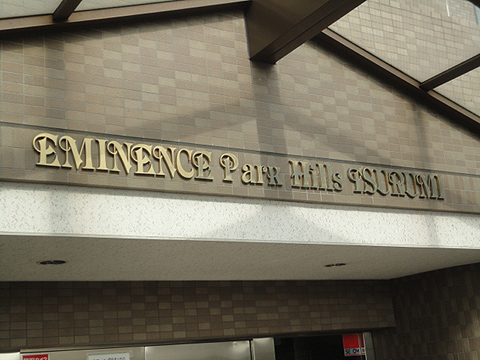 EMINENCE Park Hills TSURUMI